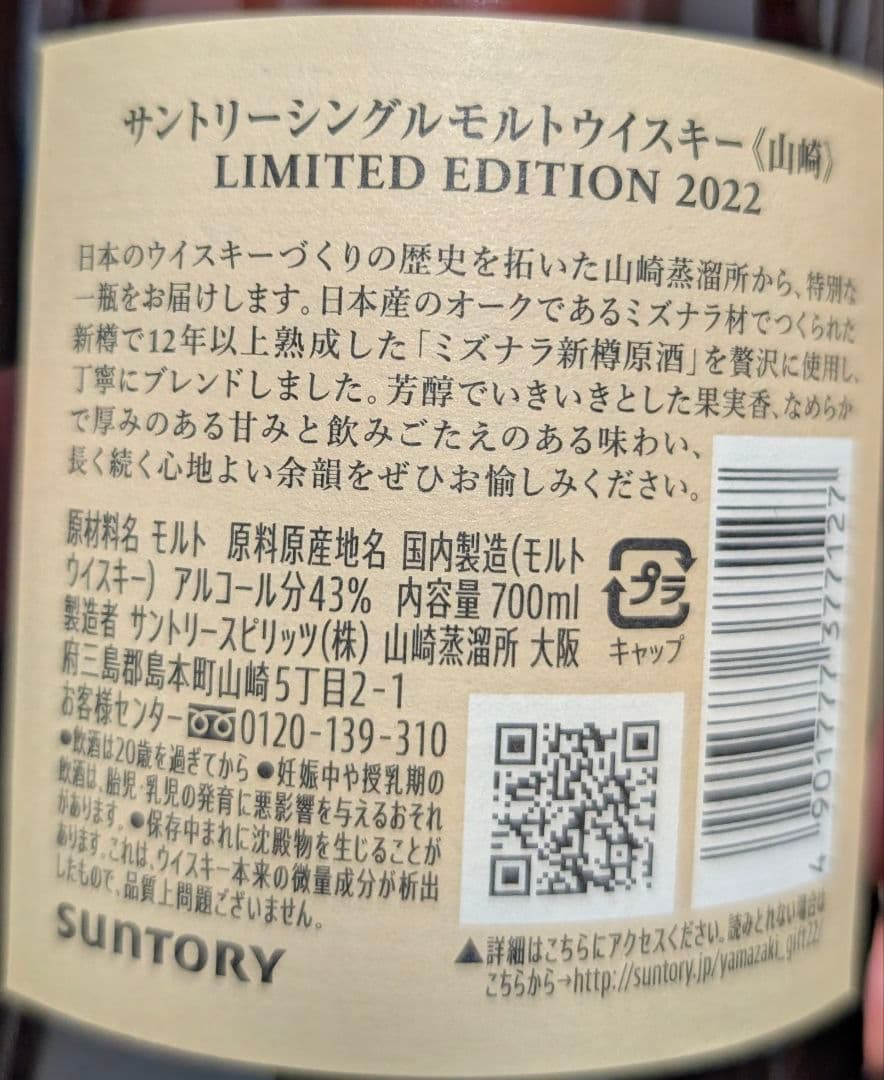 サントリーシングルモルトウイスキー《山崎》
LIMITED EDITION 2022
日本のウイスキーづくりの歴史を拓いた山崎蒸溜所から、特別な
一瓶をお届けします。日本産のオークであるミズナラ材でつくられた
新樽で12年以上熟成した「ミズナラ新樽原酒」を贅沢に使用し、
丁寧にブレンドしました。芳醇でいきいきとした果実香、なめらか
で厚みのある甘みと飲みごたえのある味わい、
長く続く心地よい余韻をぜひお愉しみください。
原材料名 モルト 原料原産地名 国内製造(モルト
ウイスキー) アルコール分43% 内容量 700ml
製造者 サントリースピリッツ(株) 山崎蒸溜所 大阪
府三島郡島本町山崎5丁目2-1
お客様センター 0120-139-310
●飲酒は20歳を過ぎてから ●妊娠中や授乳期の
飲酒は、胎児・乳児の発育に悪影響を与えるおそれ
があります。●保存中まれに沈殿物を生じることが
あります。これは、ウイスキー本来の微量成分が析出
したもので、品質上問題ございません。
SUNTORY
プラ
キャップ
4901777377127
▲詳細はこちらにアクセスください。読みとれない場合は
こちらから→http://suntory.jp/yamazaki_gift22/